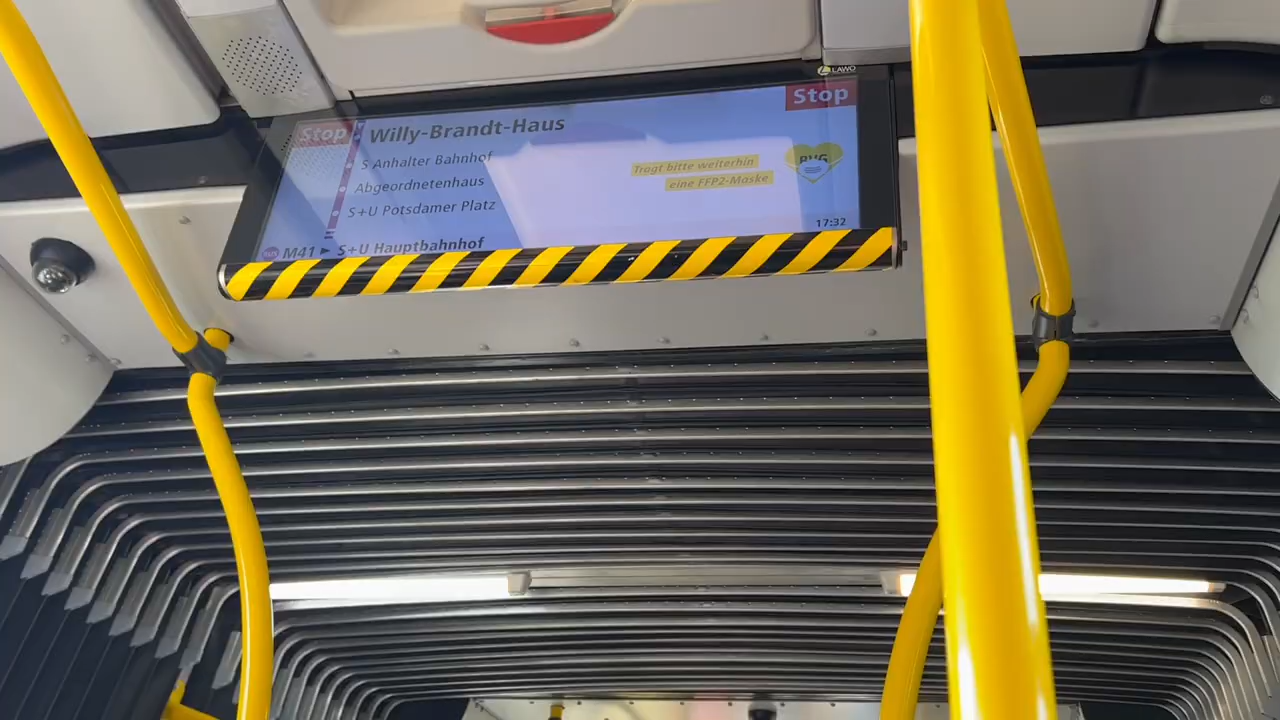 LAWO
Stop
Stop
Willy-Brandt-Haus
S Anhalter Bahnhof
Abgeordnetenhaus
S+U Potsdamer Platz
M41 ► S+U Hauptbahnhof
Tragt bitte weiterhin
eine FFP2-Maske
BVG
17:32